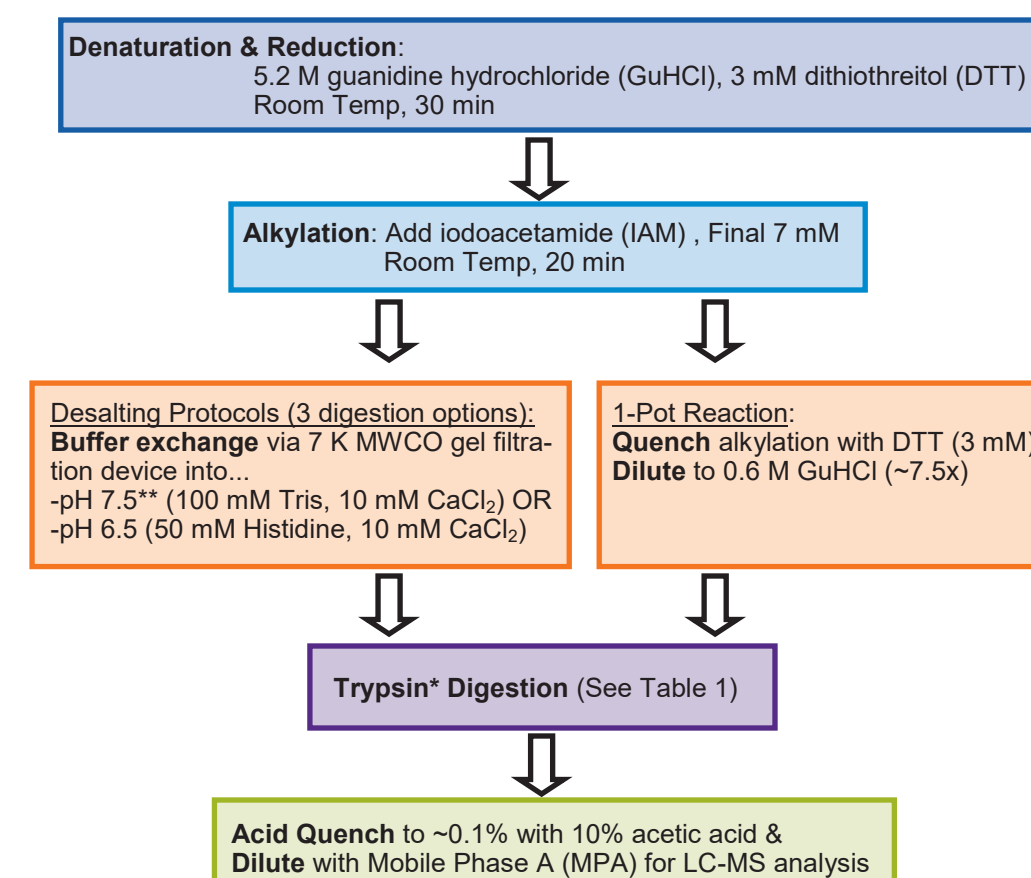 Denaturation & Reduction:
5.2 M guanidine hydrochloride (GuHCl), 3 mM dithiothreitol (DTT)
Room Temp, 30 min
Alkylation: Add iodoacetamide (IAM) , Final 7 mM
Room Temp, 20 min
Desalting Protocols (3 digestion options):
Buffer exchange via 7 K MWCO gel filtra-
tion device into...
-pH 7.5** (100 mM Tris, 10 mM CaCl₂) OR
-pH 6.5 (50 mM Histidine, 10 mM CaCl₂)
1-Pot Reaction:
Quench alkylation with DTT (3 mM)
Dilute to 0.6 M GuHCl (~7.5x)
Trypsin* Digestion (See Table 1)
Acid Quench to ~0.1% with 10% acetic acid &
Dilute with Mobile Phase A (MPA) for LC-MS analysis